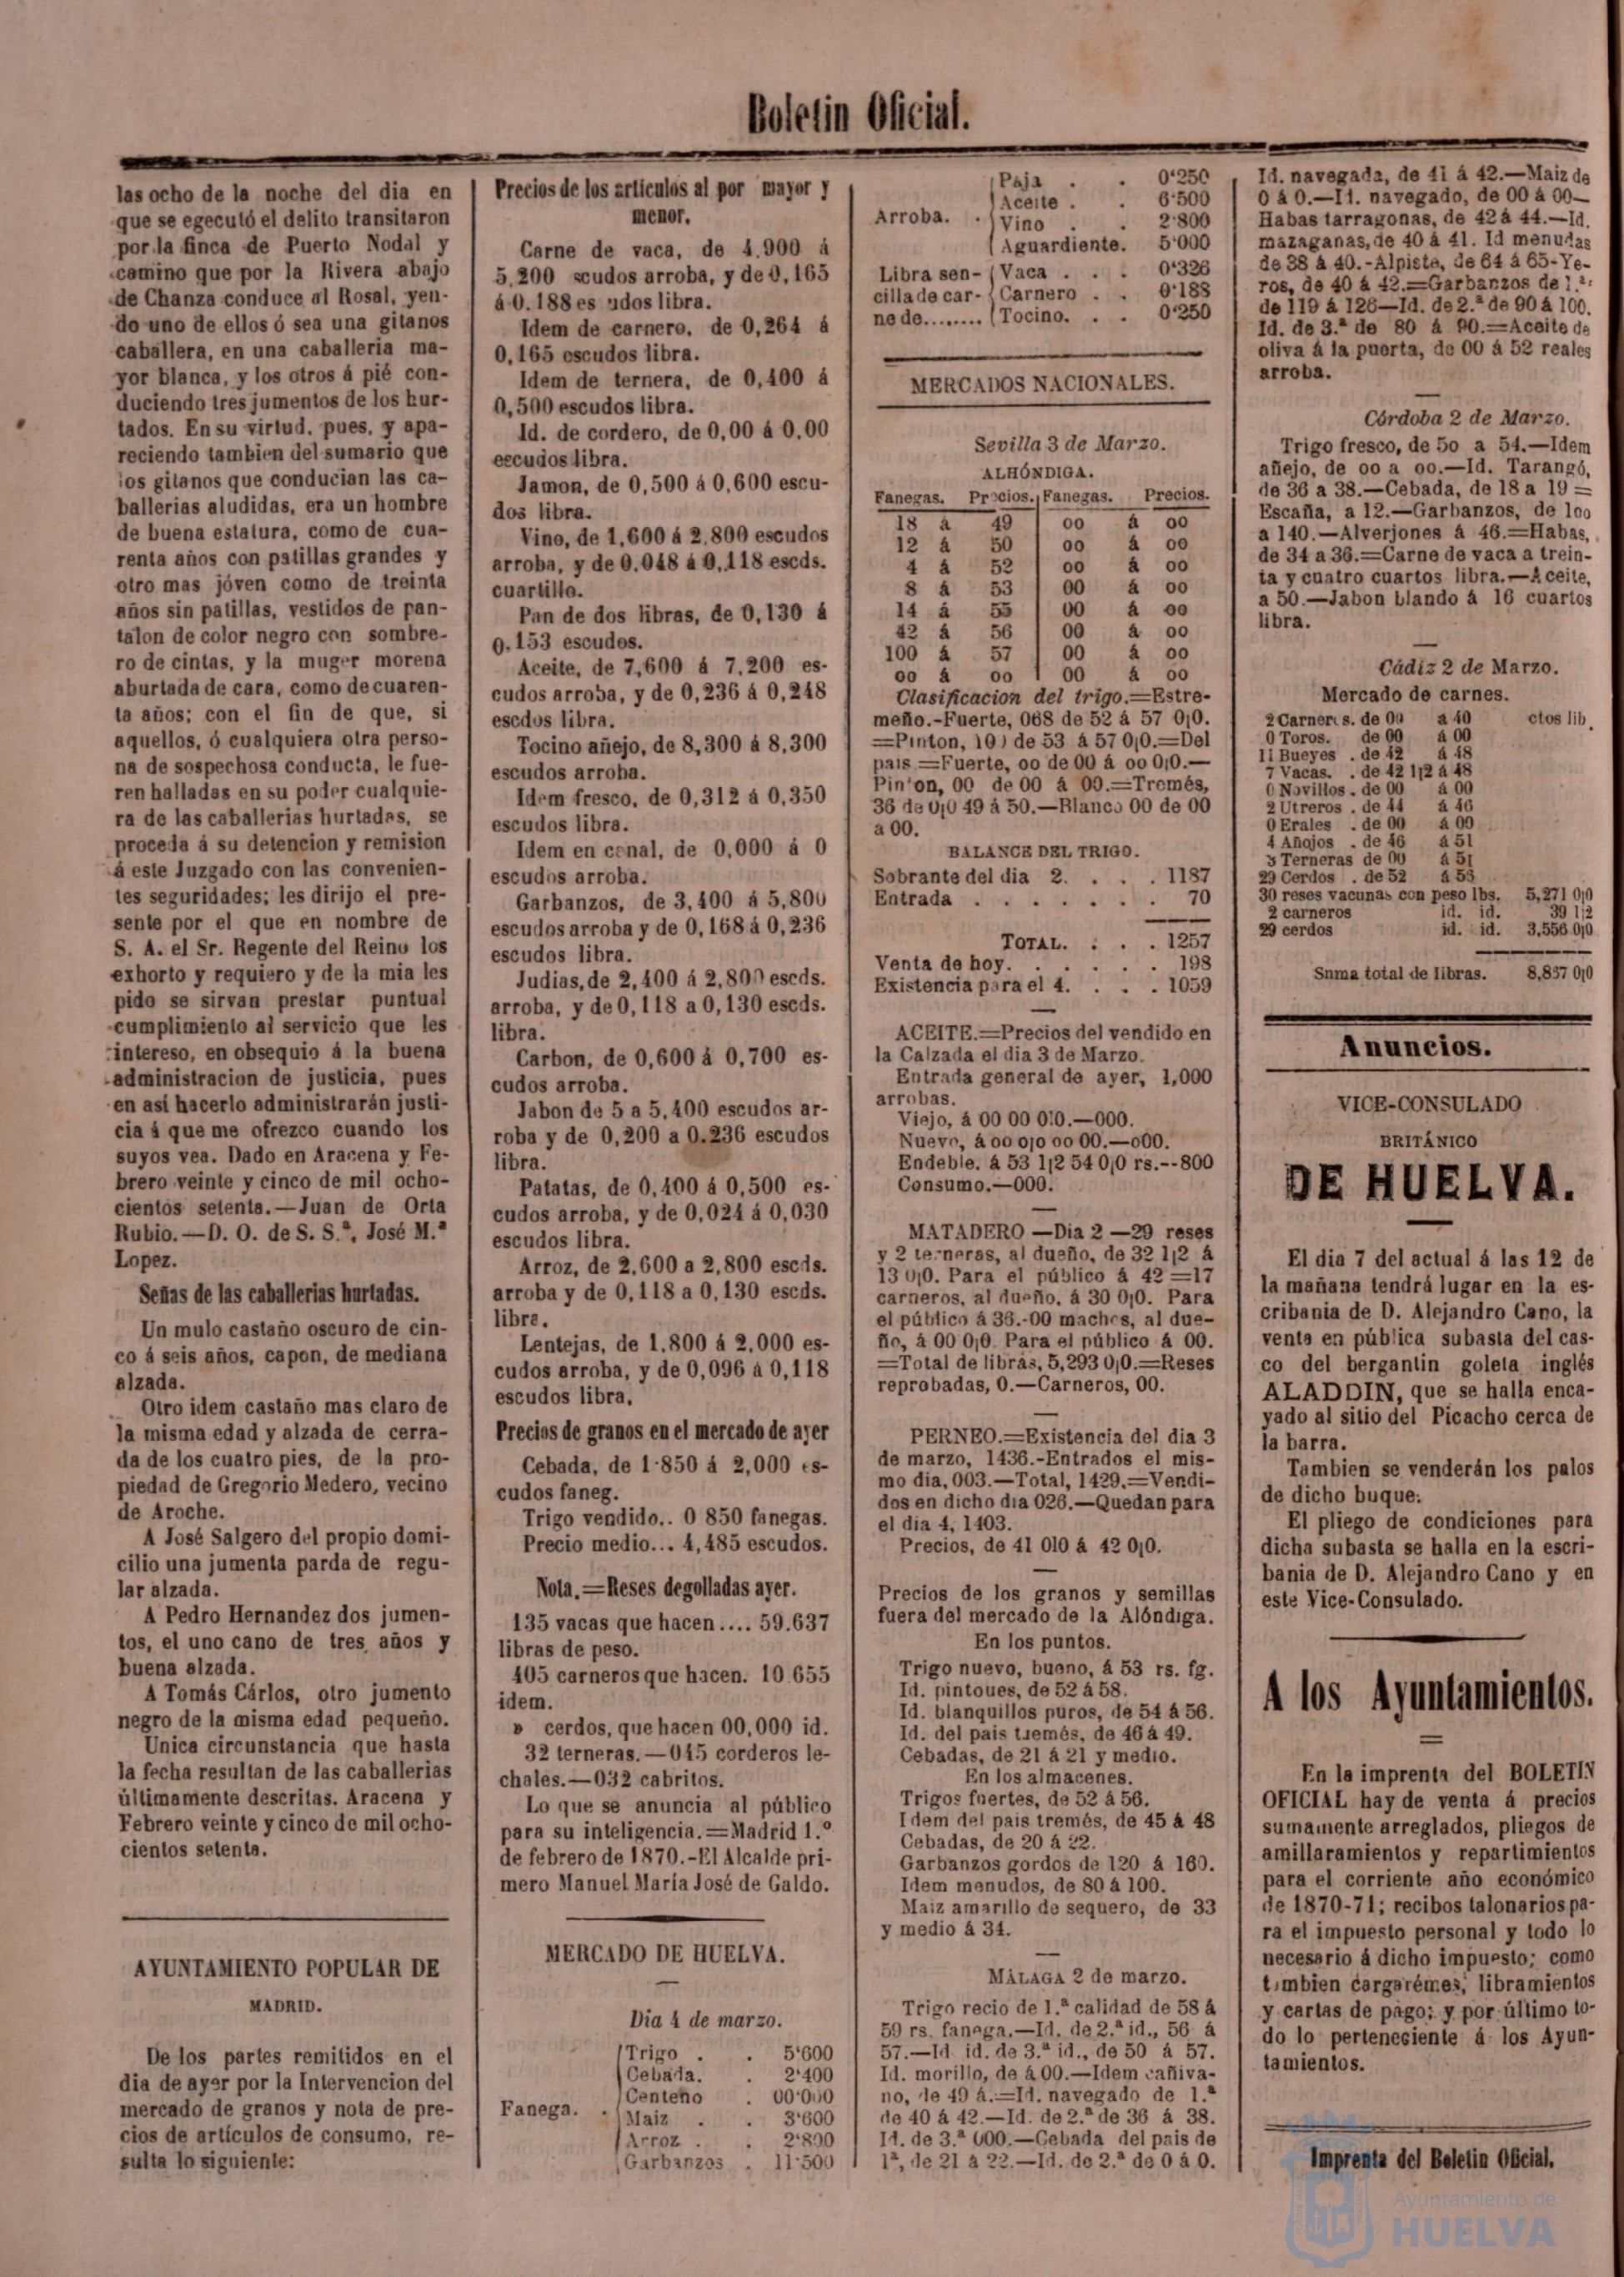 Boletin Oficial.
las ocho de la noche del dia en
que se egeculó el delito transitaron
por la finca de Puerto Nodal y
camino que por la Rivera abajo
de Chanza conduce al Rosal, yen-
do uno de ellos ó sea una gitanos
caballera, en una caballeria ma-
yor blanca, y los otros á pié con-
duciendo tres jumentos de los hur-
tados. En su virtud, pues, y apa-
reciendo tambien del sumario que
los gitanos que conducian las ca-
ballerias aludidas, era un hombre
de buena estatura, como de cua-
renta años con patillas grandes y
otro mas jóven como de treinta
años sin patillas, vestidos de pan-
talon de color negro con sombre-
ro de cintas, y la muger morena
aburtada de cara, como de cuaren-
ta años; con el fin de que, si
aquellos, ó cualquiera otra perso-
na de sospechosa conducta, le fue-
ren halladas en su poder cualquie-
ra de las caballerias hurtadas, se
proceda á su detencion y remision
á este Juzgado con las convenien-
tes seguridades; les dirijo el pre-
sente por el que en nombre de
S. A. el Sr. Regente del Reino los
exhorto y requiero y de la mia les
pido se sirvan prestar puntual
cumplimiento al servicio que les
intereso, en obsequio á la buena
administracion de justicia, pues
en así hacerlo administrarán justi-
cia á que me ofrezco cuando los
suyos vea. Dado en Aracena y Fe-
brero veinte y cinco de mil ocho-
cientos setenta.—Juan de Orta
Rubio.—D. O. de S. S.ª, José M.ª
Lopez.
Señas de las caballerias hurtadas.
Un mulo castaño oscuro de cin-
co á seis años, capon, de mediana
alzada.
Otro idem castaño mas claro de
la misma edad y alzada de cerra-
da de los cuatro pies, de la pro-
piedad de Gregorio Medero, vecino
de Aroche.
A José Salgero del propio domi-
cilio una jumenta parda de regu-
lar alzada.
A Pedro Hernandez dos jumen-
tos, el uno cano de tres años y
buena alzada.
A Tomás Cárlos, otro jumento
negro de la misma edad pequeño.
Unica circunstancia que hasta
la fecha resultan de las caballerias
últimamente descritas. Aracena y
Febrero veinte y cinco de mil ocho-
cientos setenta.
AYUNTAMIENTO POPULAR DE
MADRID.
De los partes remitidos en el
dia de ayer por la Intervencion del
mercado de granos y nota de pre-
cios de artículos de consumo, re-
sulta lo siguiente:
Precios de los artículos al por mayor y
menor.
Carne de vaca, de 4,900 á
5,200 scudos arroba, y de 0,165
á 0.188 es udos libra.
Idem de carnero, de 0,264 á
0,165 escudos libra.
Idem de ternera, de 0,400 á
0,500 escudos libra.
Id. de cordero, de 0,00 á 0,00
escudos libra.
Jamon, de 0,500 á 0,600 escu-
dos libra.
Vino, de 1,600 á 2,800 escudos
arroba, y de 0.048 á 0,118 escds.
cuartillo.
Pan de dos libras, de 0,130 á
0.153 escudos.
Aceite, de 7,600 á 7,200 es-
cudos arroba, y de 0,236 á 0,248
escdos libra.
Tocino añejo, de 8,300 á 8,300
escudos arroba.
Idem fresco, de 0,312 á 0,350
escudos libra.
Idem en canal, de 0,000 á 0
escudos arroba.
Garbanzos, de 3,400 á 5,800
escudos arroba y de 0,168 á 0,236
escudos libra.
Judias, de 2,400 á 2,800 escds.
arroba, y de 0,118 a 0,130 escds.
libra.
Carbon, de 0,600 á 0,700 es-
cudos arroba.
Jabon de 5 a 5,400 escudos ar-
roba y de 0,200 a 0.236 escudos
libra.
Patatas, de 0,400 á 0,500 es-
cudos arroba, y de 0,024 á 0,030
escudos libra.
Arroz, de 2,600 a 2,800 escds.
arroba y de 0,118 a 0,130 escds.
libra.
Lentejas, de 1,800 á 2,000 es-
cudos arroba, y de 0,096 á 0,118
escudos libra,
Precios de granos en el mercado de ayer
Cebada, de 1·850 á 2,000 es-
cudos faneg.
Trigo vendido.. 0 850 fanegas.
Precio medio... 4,485 escudos.
Nota.=Reses degolladas ayer.
135 vacas que hacen.... 59.637
libras de peso.
405 carneros que hacen. 10.655
idem.
» cerdos, que hacen 00,000 id.
32 terneras.—045 corderos le-
chales.—032 cabritos.
Lo que se anuncia al público
para su inteligencia.=Madrid 1.º
de febrero de 1870.-El Alcalde pri-
mero Manuel Maria José de Galdo.
MERCADO DE HUELVA.
Dia 4 de marzo.
Fanega.
Trigo . . 5'600
Cebada. . 2'400
Centeno . 00'000
Maiz . . 3'600
Arroz . . 2'800
Garbanzos . 11'500
Arroba.
Paja . . 0'250
Aceite . . 6'500
Vino . . 2'800
Aguardiente. 5'000
Libra sen- Vaca . . . 0'326
cilla de car- Carnero . . 0'188
ne de........ Tocino. . . 0'250
MERCADOS NACIONALES.
Sevilla 3 de Marzo.
ALHÓNDIGA.
Fanegas. Precios. Fanegas. Precios.
18 á 49 00 á 00
12 á 50 00 á 00
4 á 52 00 á 00
8 á 53 00 á 00
14 á 55 00 á 00
42 á 56 00 á 00
100 á 57 00 á 00
00 á 00 00 á 00
Clasificacion del trigo.=Estre-
meño.-Fuerte, 068 de 52 á 57 0¡0.
=Pinton, 10) de 53 á 57 0¡0.=Del
pais.=Fuerte, 00 de 00 á 00 0¡0.—
Pinton, 00 de 00 á 00.=Tromés,
36 de 0¡0 49 á 50.—Blanco 00 de 00
a 00.
BALANCE DEL TRIGO.
Sobrante del dia 2. . . . 1187
Entrada . . . . . . . 70
TOTAL. . . . 1257
Venta de hoy. . . . . . 198
Existencia para el 4. . . . 1059
ACEITE.=Precios del vendido en
la Calzada el dia 3 de Marzo.
Entrada general de ayer, 1,000
arrobas.
Viejo, á 00 00 0¡0.—000.
Nuevo, á 00 0¡0 00 00.—000.
Endeble. á 53 1¡2 54 0¡0 rs.--800
Consumo.—000.
MATADERO —Dia 2 —29 reses
y 2 terneras, al dueño, de 32 1¡2 á
13 0¡0. Para el público á 42=17
carneros, al dueño, á 30 0¡0. Para
el público á 36.-00 machos, al due-
ño, á 00 0¡0. Para el público á 00.
=Total de libras, 5,293 0¡0.=Reses
reprobadas, 0.—Carneros, 00.
PERNEO.=Existencia del dia 3
de marzo, 1436.-Entrados el mis-
mo dia, 003.—Total, 1429.=Vendi-
dos en dicho dia 026.—Quedan para
el dia 4, 1403.
Precios, de 41 010 á 42 0¡0.
Precios de los granos y semillas
fuera del mercado de la Alóndiga.
En los puntos.
Trigo nuevo, bueno, á 53 rs. fg.
Id. pintoues, de 52 á 58.
Id. blanquillos puros, de 54 á 56.
Id. del pais tremés, de 46 á 49.
Cebadas, de 21 á 21 y medio.
En los almacenes.
Trigos fuertes, de 52 á 56.
Idem del pais tremés, de 45 á 48
Cebadas, de 20 á 22.
Garbanzos gordos de 120 á 160.
Idem menudos, de 80 á 100.
Maiz amarillo de sequero, de 33
y medio á 34.
MÁLAGA 2 de marzo.
Trigo recio de 1.ª calidad de 58 á
59 rs. fanega.—Id. de 2.ª id., 56 á
57.—Id. id. de 3.ª id., de 50 á 57.
Id. morillo, de á 00.—Idem cañiva-
no, de 49 á.=Id. navegado de 1.ª
de 40 á 42.—Id. de 2.ª de 36 á 38.
Id. de 3.ª 000.—Cebada del pais de
1ª, de 21 á 22.—Id. de 2.ª de 0 á 0.
Id. navegada, de 41 á 42.—Maiz de
0 á 0.—Id. navegado, de 00 á 00—
Habas tarragonas, de 42 á 44.—Id.
mazaganas, de 40 á 41. Id menudas
de 38 á 40.-Alpiste, de 64 á 65-Ye-
ros, de 40 á 42.=Garbanzos de 1.ª
de 119 á 126—Id. de 2.ª de 90 á 100.
Id. de 3.ª de 80 á 90.=Aceite de
oliva á la puerta, de 00 á 52 reales
arroba.
Córdoba 2 de Marzo.
Trigo fresco, de 50 a 54.—Idem
añejo, de 00 a 00.—Id. Tarangó,
de 36 a 38.—Cebada, de 18 a 19=
Escaña, a 12.—Garbanzos, de 100
a 140.—Alverjones á 46.=Habas,
de 34 a 36.=Carne de vaca a trein-
ta y cuatro cuartos libra.—Aceite,
a 50.—Jabon blando á 16 cuartos
libra.
Cádiz 2 de Marzo.
Mercado de carnes.
2 Carneros. de 00 a 40 ctos lib.
0 Toros. de 00 á 00
11 Bueyes . de 42 á 48
7 Vacas. . de 42 1¡2 á 48
0 Novillos . de 00 á 00
2 Utreros . de 44 á 46
0 Erales . de 00 á 00
4 Añojos . de 46 á 51
3 Terneras de 00 á 51
29 Cerdos . de 52 á 53
30 reses vacunas con peso lbs. 5,271 0¡0
2 carneros id. id. 39 1¡2
29 cerdos id. id. 3,556 0¡0
Snma total de libras. 8,857 0¡0
Anuncios.
VICE-CONSULADO
BRITÁNICO
DE HUELVA.
El dia 7 del actual á las 12 de
la mañana tendrá lugar en la es-
cribania de D. Alejandro Cano, la
venta en pública subasta del cas-
co del bergantin goleta inglés
ALADDIN, que se halla enca-
yado al sitio del Picacho cerca de
la barra.
Tambien se venderán los palos
de dicho buque.
El pliego de condiciones para
dicha subasta se halla en la escri-
bania de D. Alejandro Cano y en
este Vice-Consulado.
A los Ayuntamientos.
En la imprenta del BOLETIN
OFICIAL hay de venta á precios
sumamente arreglados, pliegos de
amillaramientos y repartimientos
para el corriente año económico
de 1870-71; recibos talonarios pa-
ra el impuesto personal y todo lo
necesario á dicho impuesto; como
tambien cargarémes, libramientos
y cartas de pago; y por último to-
do lo perteneciente á los Ayun-
tamientos.
Imprenta del Boletin Oficial.
Ayuntamiento de
HUELVA